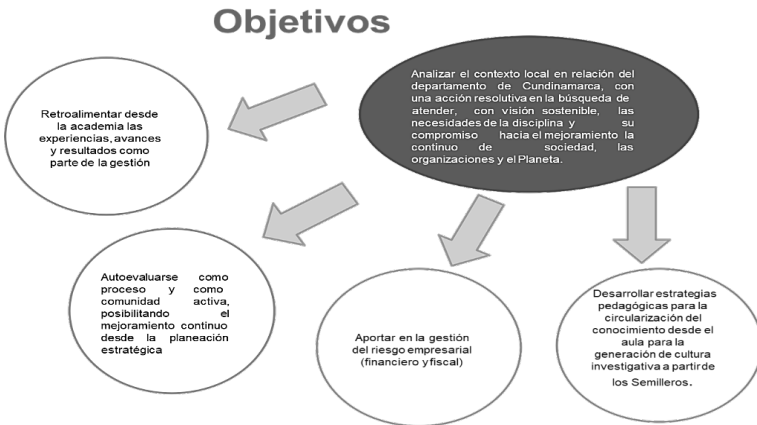 Objetivos
Analizar el contexto local en relación del
departamento de Cundinamarca, con
una acción resolutiva en la búsqueda de
atender, con visión sostenible, las
necesidades de la disciplina y su
compromiso hacia el mejoramiento la
continuo de sociedad, las
organizaciones y el Planeta.
Retroalimentar desde
la academia las
experiencias, avances
y resultados como
parte de la gestión
Autoevaluarse como
proceso y como
comunidad activa,
posibilitando el
mejoramiento continuo
desde la planeación
estratégica
Aportar en la gestión
del riesgo empresarial
(financiero y fiscal)
Desarrollar estrategias
pedagógicas para la
circularización del
conocimiento desde el
aula para la
generación de cultura
investigativa a partir de
los Semilleros.